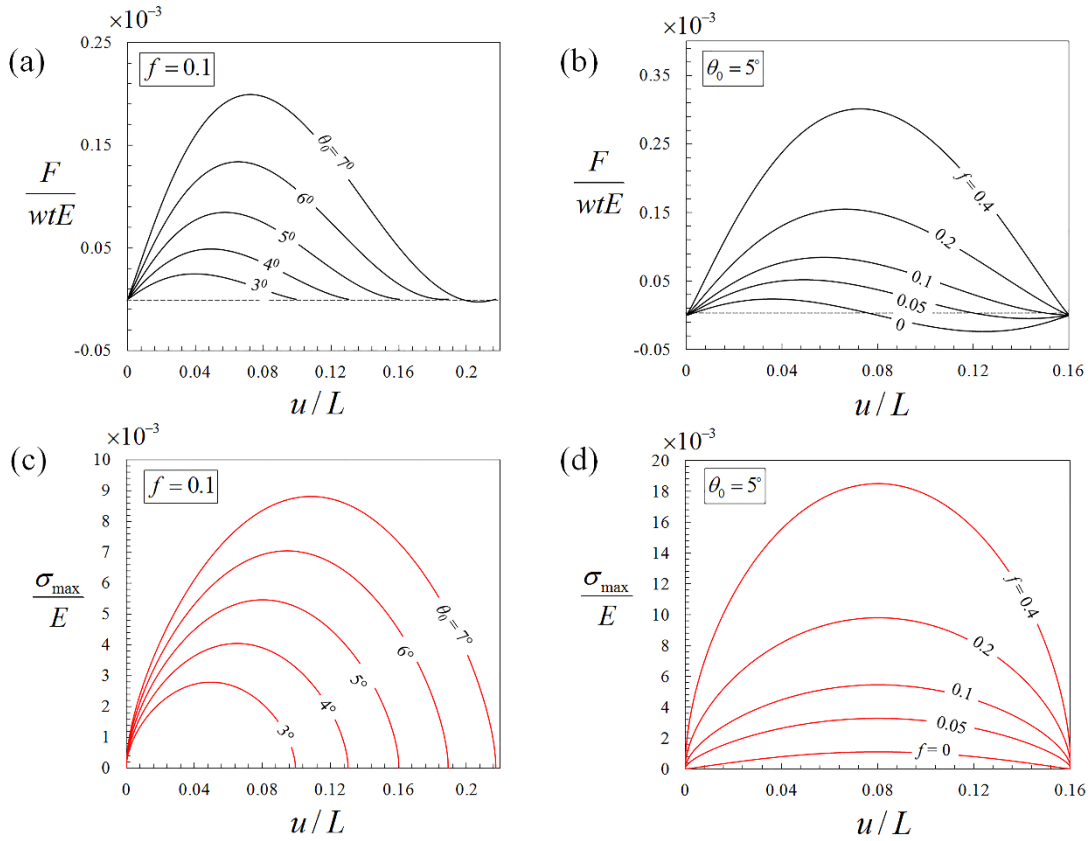 (a)
×10⁻³
f = 0.1
F
wtE
0.25
0.15
0.05
-0.05
θ₀ = 7⁰
6⁰
5⁰
4⁰
3⁰
0
0.04
0.08
0.12
0.16
0.2
u / L
(b)
×10⁻³
θ₀ = 5°
F
wtE
0.35
0.25
0.15
0.05
-0.05
f = 0.4
0.2
0.1
0.05
0
0
0.04
0.08
0.12
0.16
u / L
(c)
×10⁻³
f = 0.1
σmax
E
10
9
8
7
6
5
4
3
2
1
0
θ₀ = 7°
6°
5°
4°
3°
0
0.04
0.08
0.12
0.16
0.2
u / L
(d)
×10⁻³
θ₀ = 5°
σmax
E
20
18
16
14
12
10
8
6
4
2
0
f = 0.4
0.2
0.1
0.05
f = 0
0
0.04
0.08
0.12
0.16
u / L